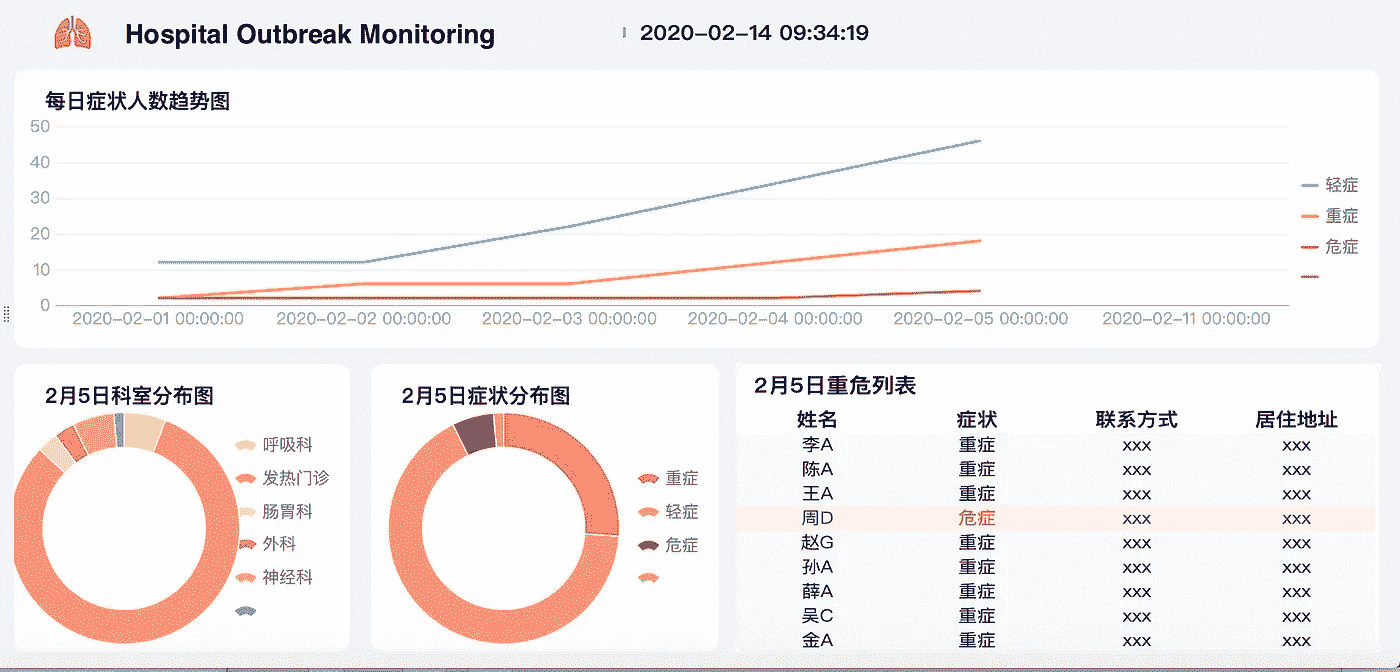 Hospital Outbreak Monitoring
2020-02-14 09:34:19
每日症状人数趋势图
50
40
30
20
10
0
2020-02-01 00:00:00 2020-02-02 00:00:00 2020-02-03 00:00:00 2020-02-04 00:00:00 2020-02-05 00:00:00 2020-02-11 00:00:00
轻症
重症
危症
2月5日科室分布图
呼吸科
发热门诊
肠胃科
外科
神经科
2月5日症状分布图
重症
轻症
危症
2月5日重危列表
姓名 症状 联系方式 居住地址
李A 重症 xxx xxx
陈A 重症 xxx xxx
王A 重症 xxx xxx
周D 危症 xxx xxx
赵G 重症 xxx xxx
孙A 重症 xxx xxx
薛A 重症 xxx xxx
吴C 重症 xxx xxx
金A 重症 xxx xxx